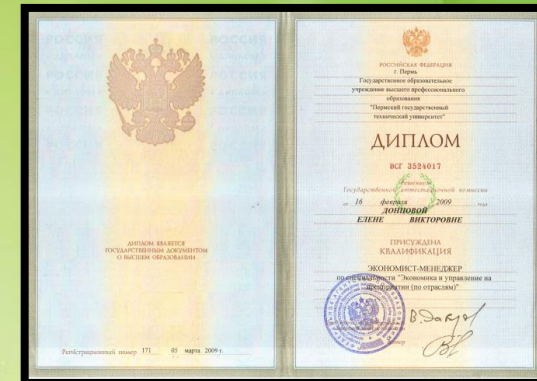 ДИПЛОМ ЯВЛЯЕТСЯ
ГОСУДАРСТВЕННЫМ ДОКУМЕНТОМ
О ВЫСШЕМ ОБРАЗОВАНИИ
Регистрационный номер 171 05 марта 2009 г.
РОССИЙСКАЯ ФЕДЕРАЦИЯ
г. Пермь
Государственное образовательное
учреждение высшего профессионального
образования
"Пермский государственный
технический университет"
ДИПЛОМ
ВСГ 3524017
Решением
Государственной аттестационной комиссии
от 16 февраля 2009 года
ДОНПОВОЙ
ЕЛЕНЕ ВИКТОРОВНЕ
ПРИСУЖДЕНА
КВАЛИФИКАЦИЯ
ЭКОНОМИСТ-МЕНЕДЖЕР
по специальности "Экономика и управление на
предприятии (по отраслям)"